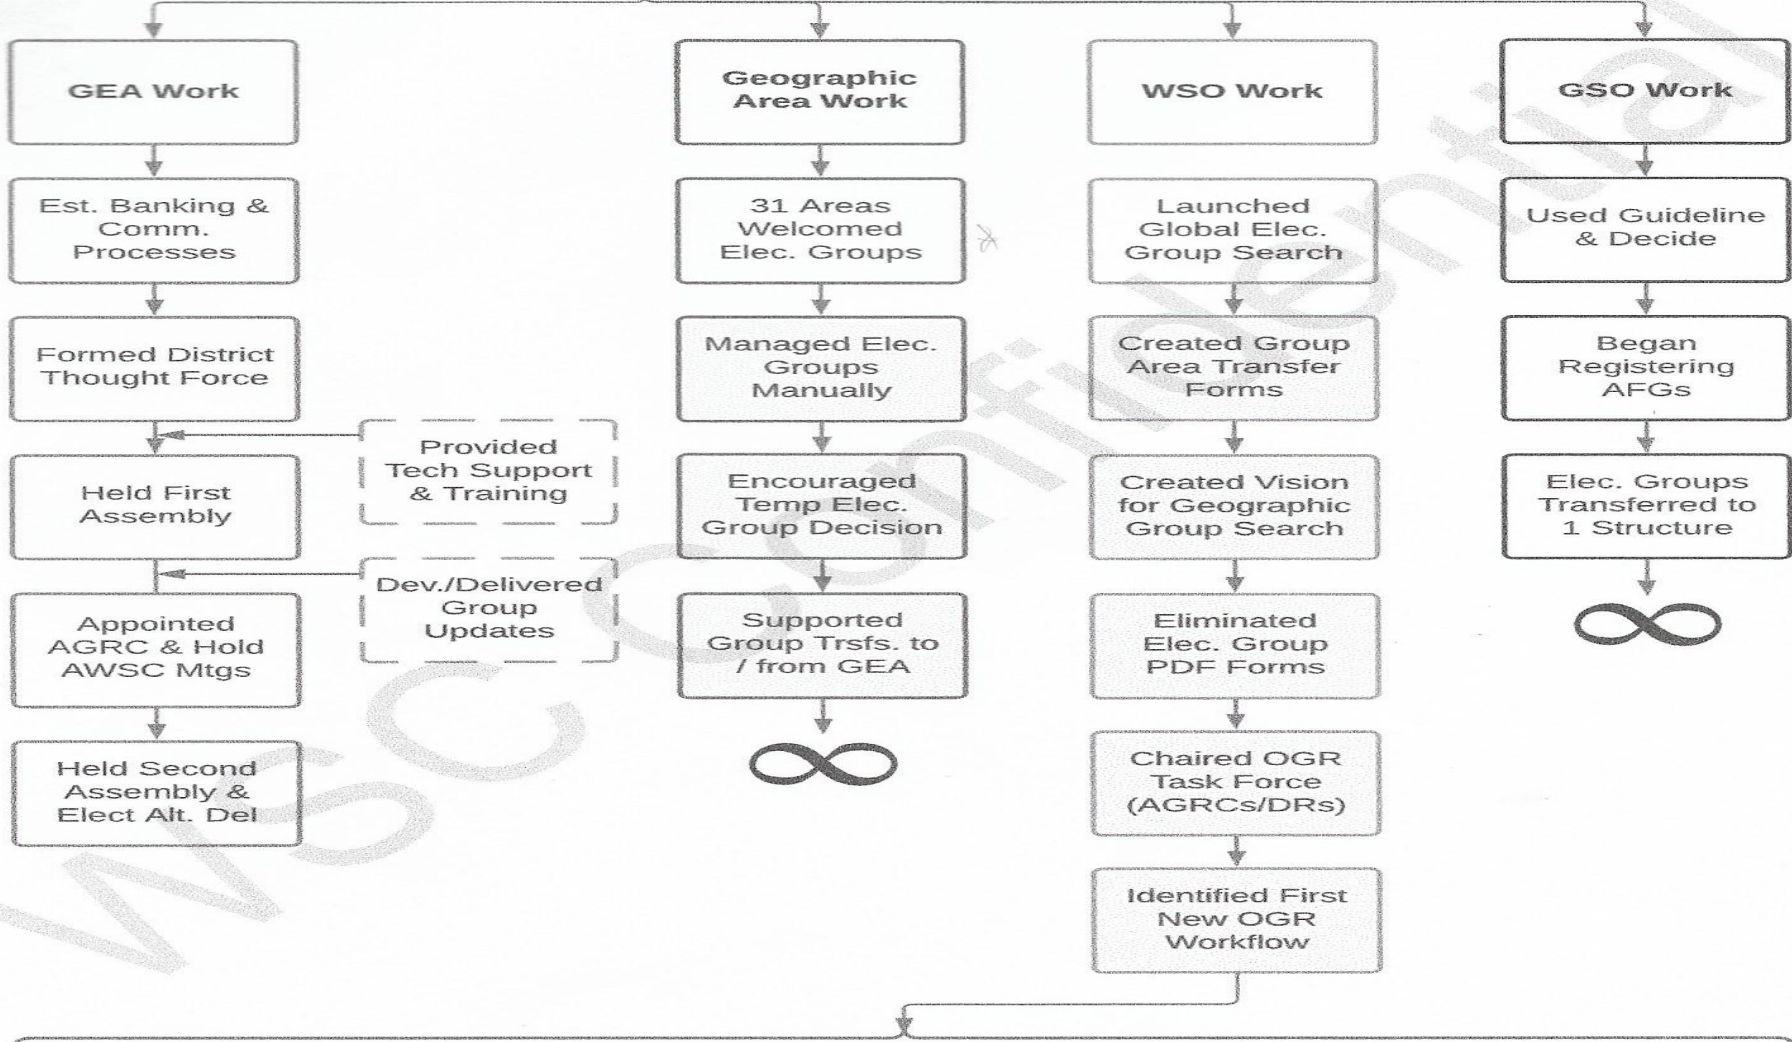 GEA Work
Est. Banking &
Comm.
Processes
Formed District
Thought Force
Held First
Assembly
Appointed
AGRC & Hold
AWSC Mtgs
Held Second
Assembly &
Elect Alt. Del
Provided
Tech Support
& Training
Dev./Delivered
Group
Updates
Geographic
Area Work
31 Areas
Welcomed
Elec. Groups
Managed Elec.
Groups
Manually
Encouraged
Temp Elec.
Group Decision
Supported
Group Trsfs. to
/ from GEA
WSO Work
Launched
Global Elec.
Group Search
Created Group
Area Transfer
Forms
Created Vision
for Geographic
Group Search
Eliminated
Elec. Group
PDF Forms
Chaired OGR
Task Force
(AGRCs/DRs)
Identified First
New OGR
Workflow
GSO Work
Used Guideline
& Decide
Began
Registering
AFGs
Elec. Groups
Transferred to
1 Structure
WSC Confidential